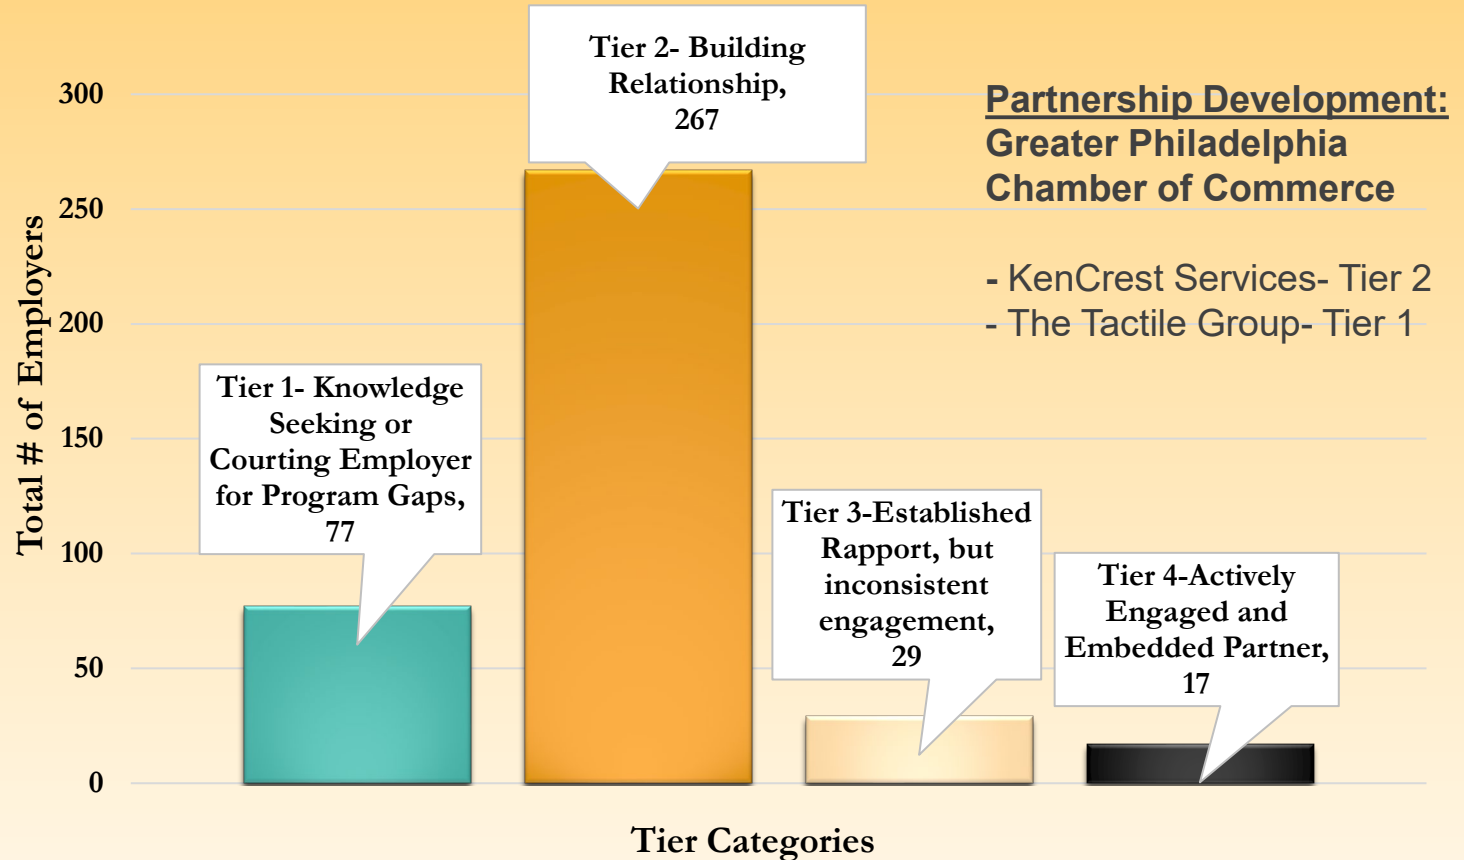 Tier 2- Building
Relationship,
267
Partnership Development:
Greater Philadelphia
Chamber of Commerce
- KenCrest Services- Tier 2
- The Tactile Group- Tier 1
Total # of Employers
300
250
200
150
100
50
0
Tier 1- Knowledge
Seeking or
Courting Employer
for Program Gaps,
77
Tier 3-Established
Rapport, but
inconsistent
engagement,
29
Tier 4-Actively
Engaged and
Embedded Partner,
17
Tier Categories